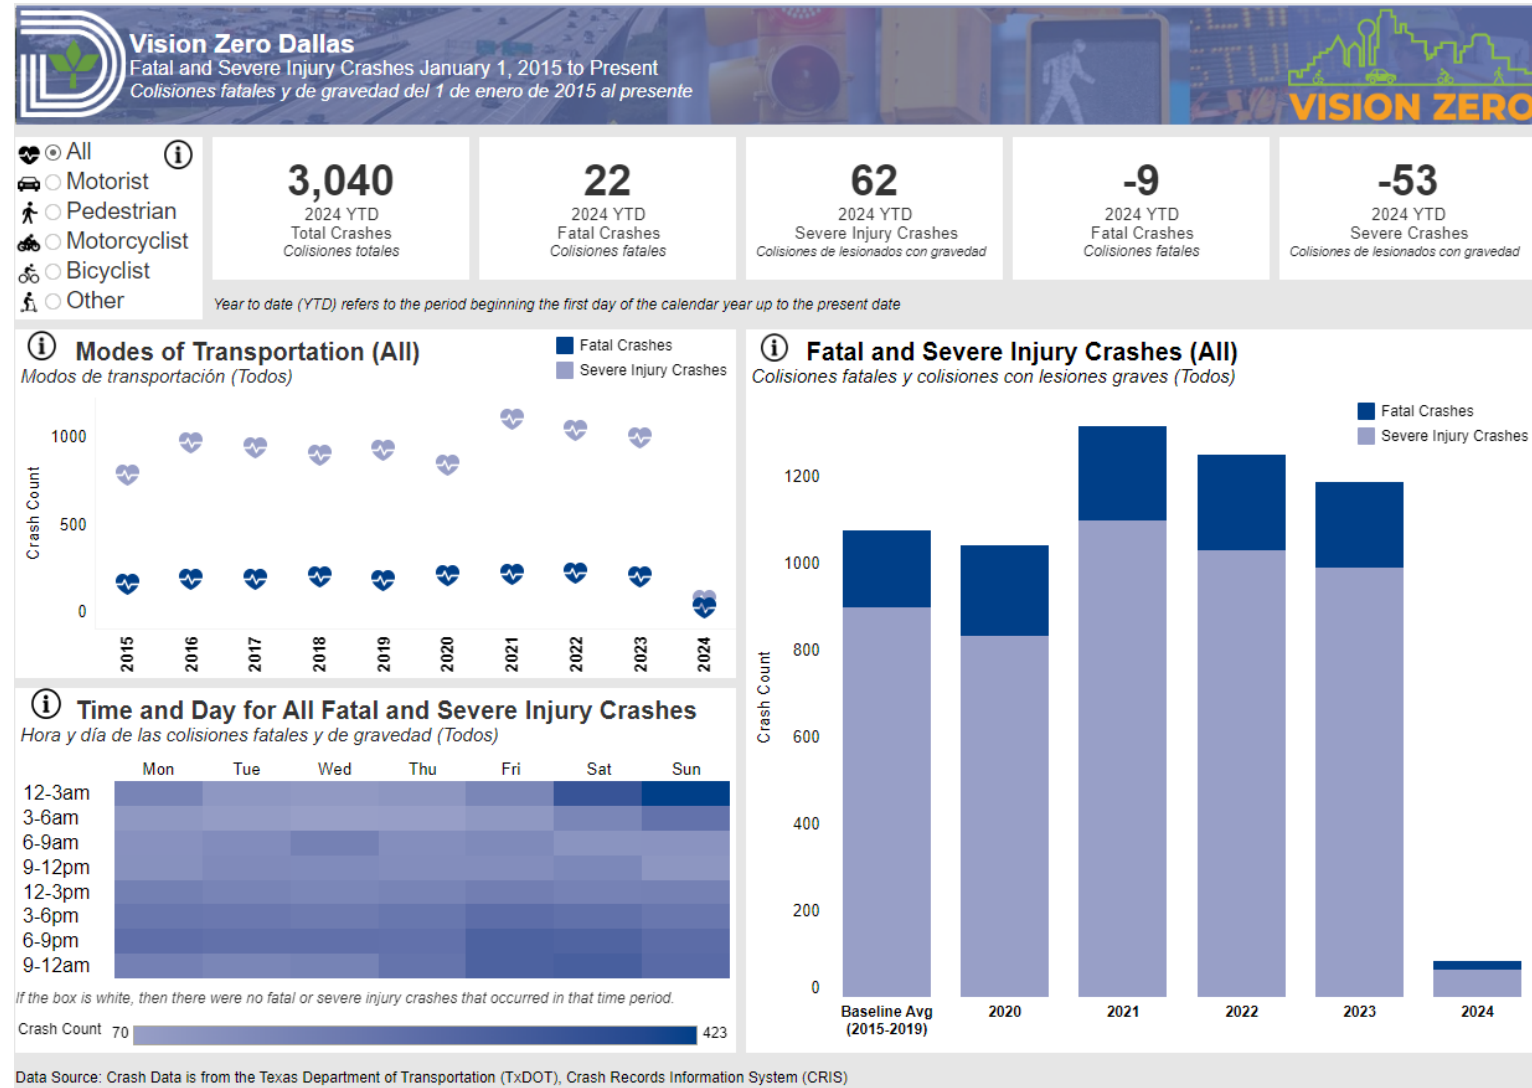 Vision Zero Dallas
Fatal and Severe Injury Crashes January 1, 2015 to Present
Colisiones fatales y de gravedad del 1 de enero de 2015 al presente
VISION ZERO
All
Motorist
Pedestrian
Motorcyclist
Bicyclist
Other
3,040
2024 YTD
Total Crashes
Colisiones totales
22
2024 YTD
Fatal Crashes
Colisiones fatales
62
2024 YTD
Severe Injury Crashes
Colisiones de lesionados con gravedad
-9
2024 YTD
Fatal Crashes
Colisiones fatales
-53
2024 YTD
Severe Crashes
Colisiones de lesionados con gravedad
Year to date (YTD) refers to the period beginning the first day of the calendar year up to the present date
Modes of Transportation (All)
Modos de transportación (Todos)
Fatal Crashes
Severe Injury Crashes
Crash Count
1000
500
0
2015 2016 2017 2018 2019 2020 2021 2022 2023 2024
Time and Day for All Fatal and Severe Injury Crashes
Hora y día de las colisiones fatales y de gravedad (Todos)
Mon Tue Wed Thu Fri Sat Sun
12-3am
3-6am
6-9am
9-12pm
12-3pm
3-6pm
6-9pm
9-12am
If the box is white, then there were no fatal or severe injury crashes that occurred in that time period.
Crash Count 70 423
Fatal and Severe Injury Crashes (All)
Colisiones fatales y colisiones con lesiones graves (Todos)
Fatal Crashes
Severe Injury Crashes
Crash Count
1200
1000
800
600
400
200
0
Baseline Avg 2020 2021 2022 2023 2024
(2015-2019)
Data Source: Crash Data is from the Texas Department of Transportation (TxDOT), Crash Records Information System (CRIS)